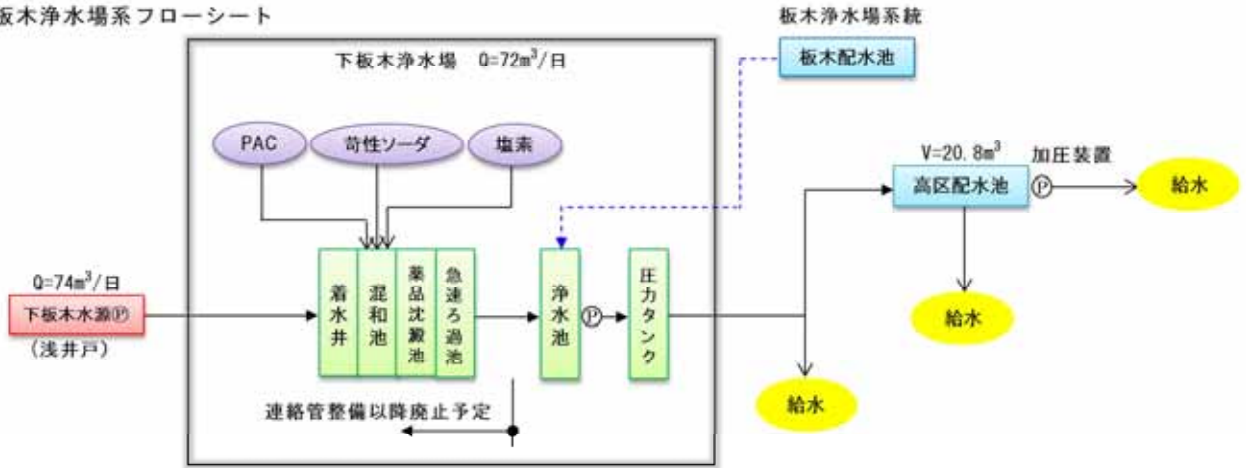 板木浄水場系フローシート
板木浄水場系統
板木配水池
下板木浄水場 Q=72m³/日
PAC
苛性ソーダ
塩素
V=20.8m³
加圧装置
高区配水池
Ⓟ
給水
Q=74m³/日
下板木水源Ⓟ
(浅井戸)
着水井
混和池
薬品沈澱池
急速ろ過池
浄水池
Ⓟ
圧力タンク
給水
給水
連絡管整備以降廃止予定